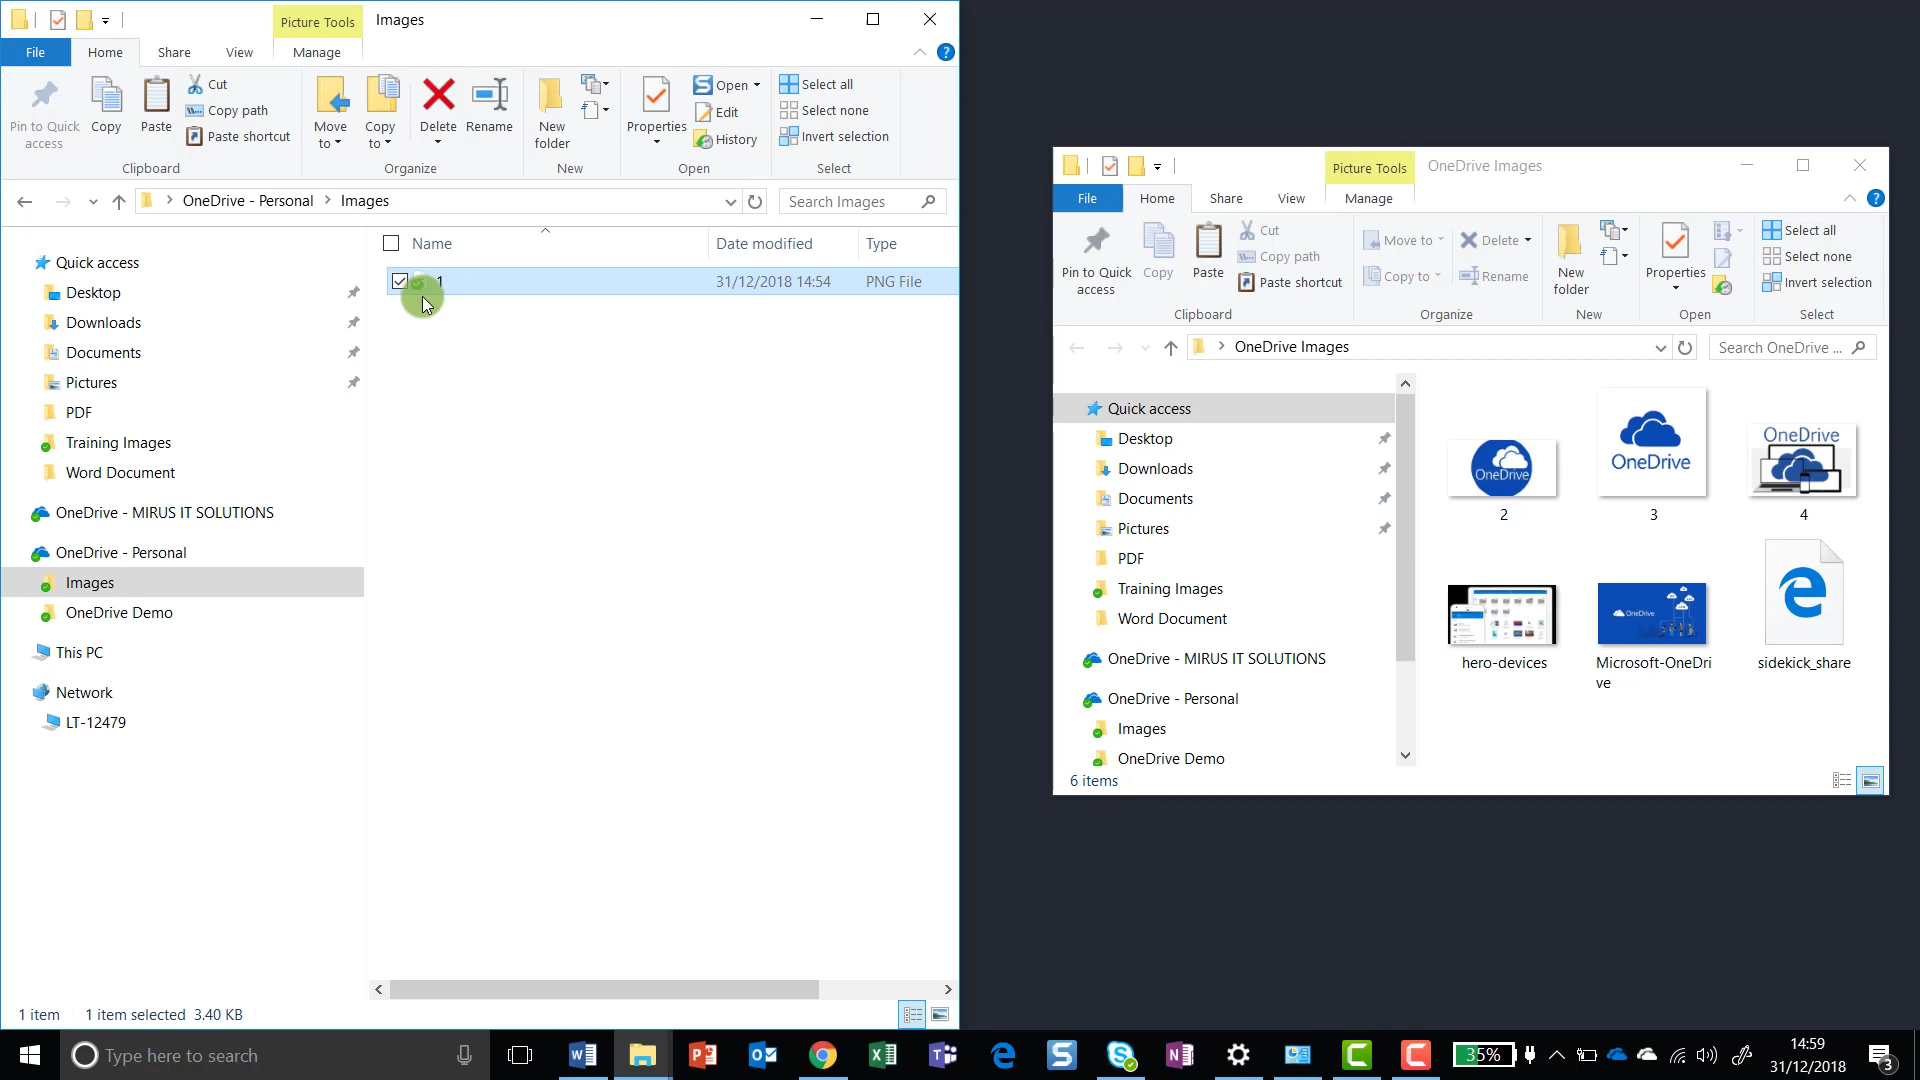 Picture Tools
Images
File
Home
Share
View
Manage
Pin to Quick access
Copy
Paste
Cut
Copy path
Paste shortcut
Move to
Copy to
Delete
Rename
New folder
Properties
Open
Edit
History
Select all
Select none
Invert selection
Clipboard
Organize
New
Open
Select
OneDrive - Personal
Images
Search Images
Name
Date modified
Type
1
31/12/2018 14:54
PNG File
Quick access
Desktop
Downloads
Documents
Pictures
PDF
Training Images
Word Document
OneDrive - MIRUS IT SOLUTIONS
OneDrive - Personal
Images
OneDrive Demo
This PC
Network
LT-12479
1 item
1 item selected 3.40 KB
Picture Tools
OneDrive Images
File
Home
Share
View
Manage
Pin to Quick access
Copy
Paste
Cut
Copy path
Paste shortcut
Move to
Copy to
Delete
Rename
New folder
Properties
Select all
Select none
Invert selection
Clipboard
Organize
New
Open
Select
OneDrive Images
Search OneDrive ...
Quick access
Desktop
Downloads
Documents
Pictures
PDF
Training Images
Word Document
OneDrive - MIRUS IT SOLUTIONS
OneDrive - Personal
Images
OneDrive Demo
OneDrive
2
OneDrive
3
OneDrive
4
hero-devices
OneDrive
Microsoft-OneDri
ve
sidekick_share
6 items
Type here to search
35%
14:59
31/12/2018
3